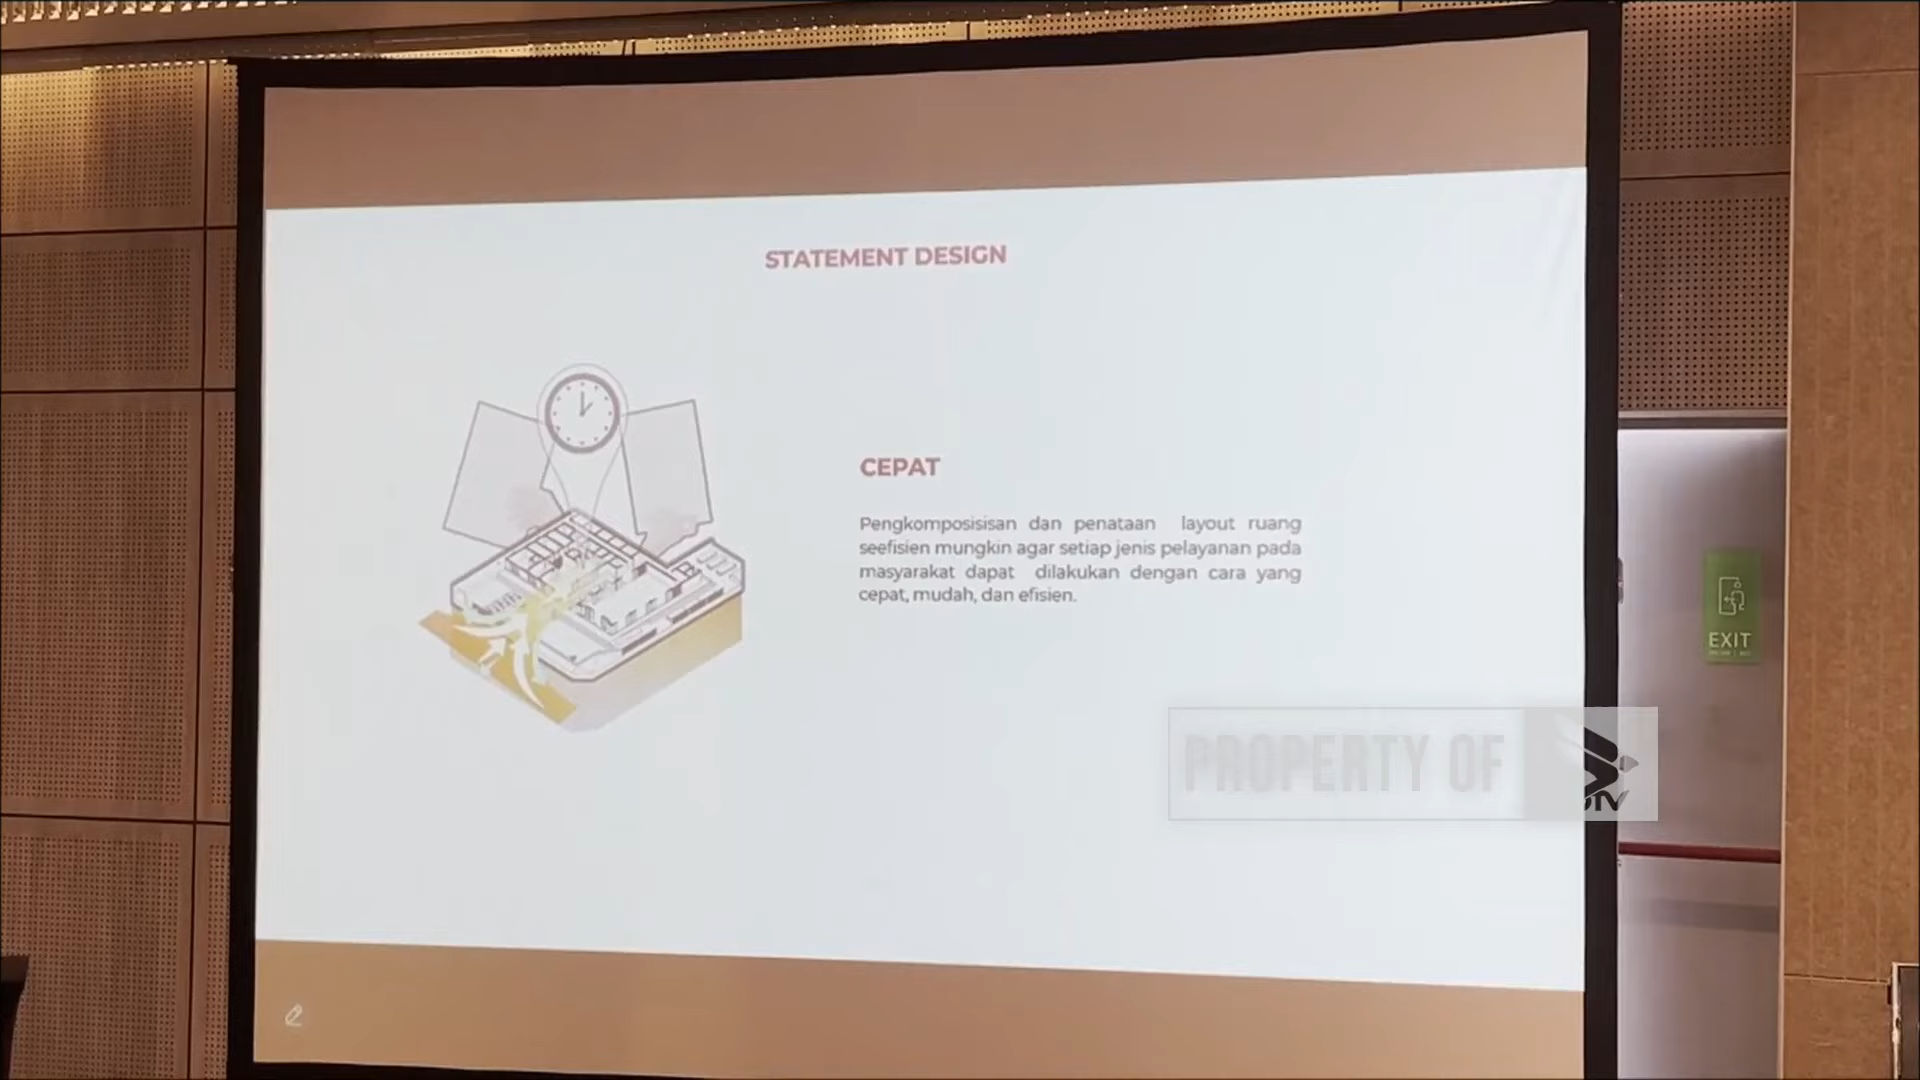 STATEMENT DESIGN
CEPAT
Pengkomposisisan dan penataan layout ruang
seefisien mungkin agar setiap jenis pelayanan pada
masyarakat dapat dilakukan dengan cara yang
cepat, mudah, dan efisien.
EXIT
PROPERTY OF